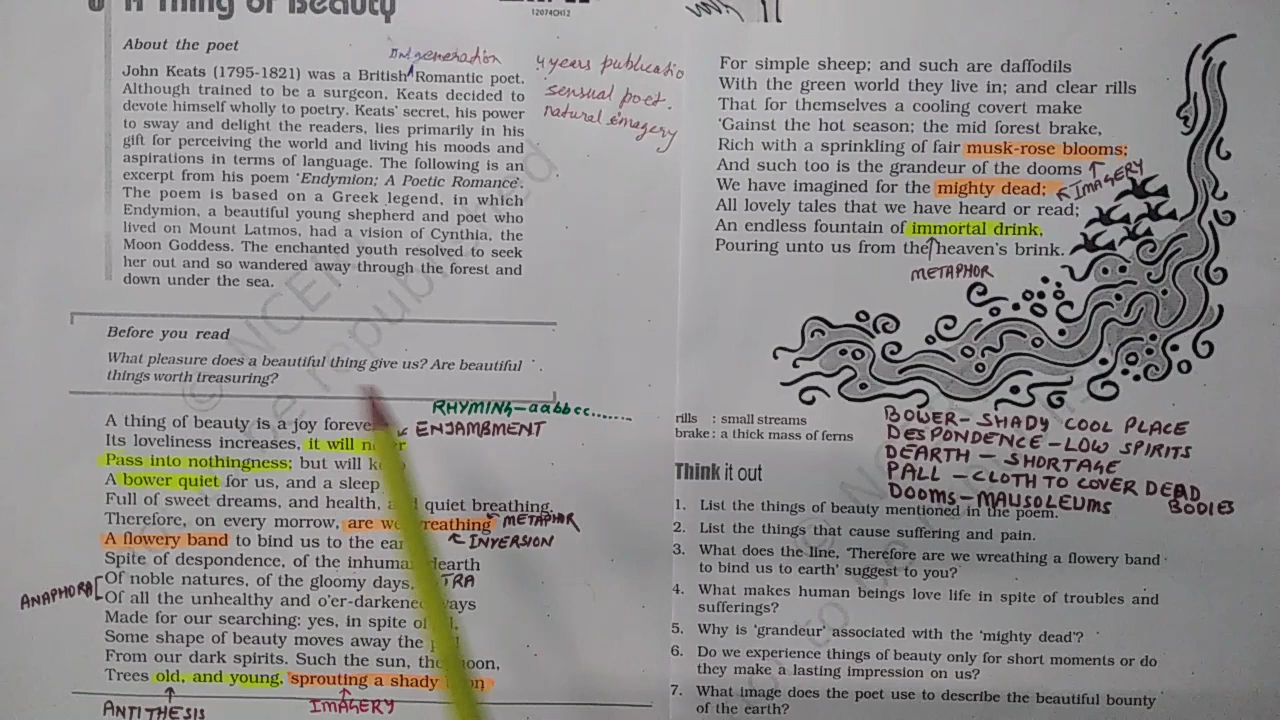 A Thing of Beauty
12074CH12
About the poet
IInd generation
John Keats (1795-1821) was a British Romantic poet.
Although trained to be a surgeon, Keats decided to
devote himself wholly to poetry. Keats' secret, his power
to sway and delight the readers, lies primarily in his
gift for perceiving the world and living his moods and
aspirations in terms of language. The following is an
excerpt from his poem 'Endymion; A Poetic Romance'.
The poem is based on a Greek legend, in which
Endymion, a beautiful young shepherd and poet who
lived on Mount Latmos, had a vision of Cynthia, the
Moon Goddess. The enchanted youth resolved to seek
her out and so wandered away through the forest and
down under the sea.
4 years publicatio
sensual poet.
natural imagery
Before you read
What pleasure does a beautiful thing give us? Are beautiful
things worth treasuring?
RHYMING-aabbcc.......
A thing of beauty is a joy foreve
ENJAMBMENT
Its loveliness increases, it will
Pass into nothingness; but will
A bower quiet for us, and a sleep
Full of sweet dreams, and health, quiet breathing.
Therefore, on every morrow, are breathing
METAPHOR
A flowery band to bind us to the
INVERSION
Spite of despondence, of the inhuman dearth
Of noble natures, of the gloomy days,
TRA
ANAPHORA
Of all the unhealthy and o'er-darkene ways
Made for our searching: yes, in spite of
Some shape of beauty moves away the
From our dark spirits. Such the sun, the moon,
Trees old, and young, sprouting a shady
ANTITHESIS
IMAGERY
For simple sheep; and such are daffodils
With the green world they live in; and clear rills
That for themselves a cooling covert make
'Gainst the hot season; the mid forest brake,
Rich with a sprinkling of fair musk-rose blooms;
And such too is the grandeur of the dooms
We have imagined for the mighty dead;
IMAGERY
All lovely tales that we have heard or read;
An endless fountain of immortal drink,
Pouring unto us from the heaven's brink.
METAPHOR
rills : small streams
brake : a thick mass of ferns
BOWER- SHADY COOL PLACE
DESPONDENCE-LOW SPIRITS
DEARTH - SHORTAGE
PALL - CLOTH TO COVER DEAD
BODIES
DOOMS-MAUSOLEUMS
Think it out
1. List the things of beauty mentioned in the poem.
2. List the things that cause suffering and pain.
3. What does the line, 'Therefore are we wreathing a flowery band
to bind us to earth' suggest to you?
4. What makes human beings love life in spite of troubles and
sufferings?
5. Why is 'grandeur' associated with the 'mighty dead'?
6. Do we experience things of beauty only for short moments or do
they make a lasting impression on us?
7. What image does the poet use to describe the beautiful bounty
of the earth?